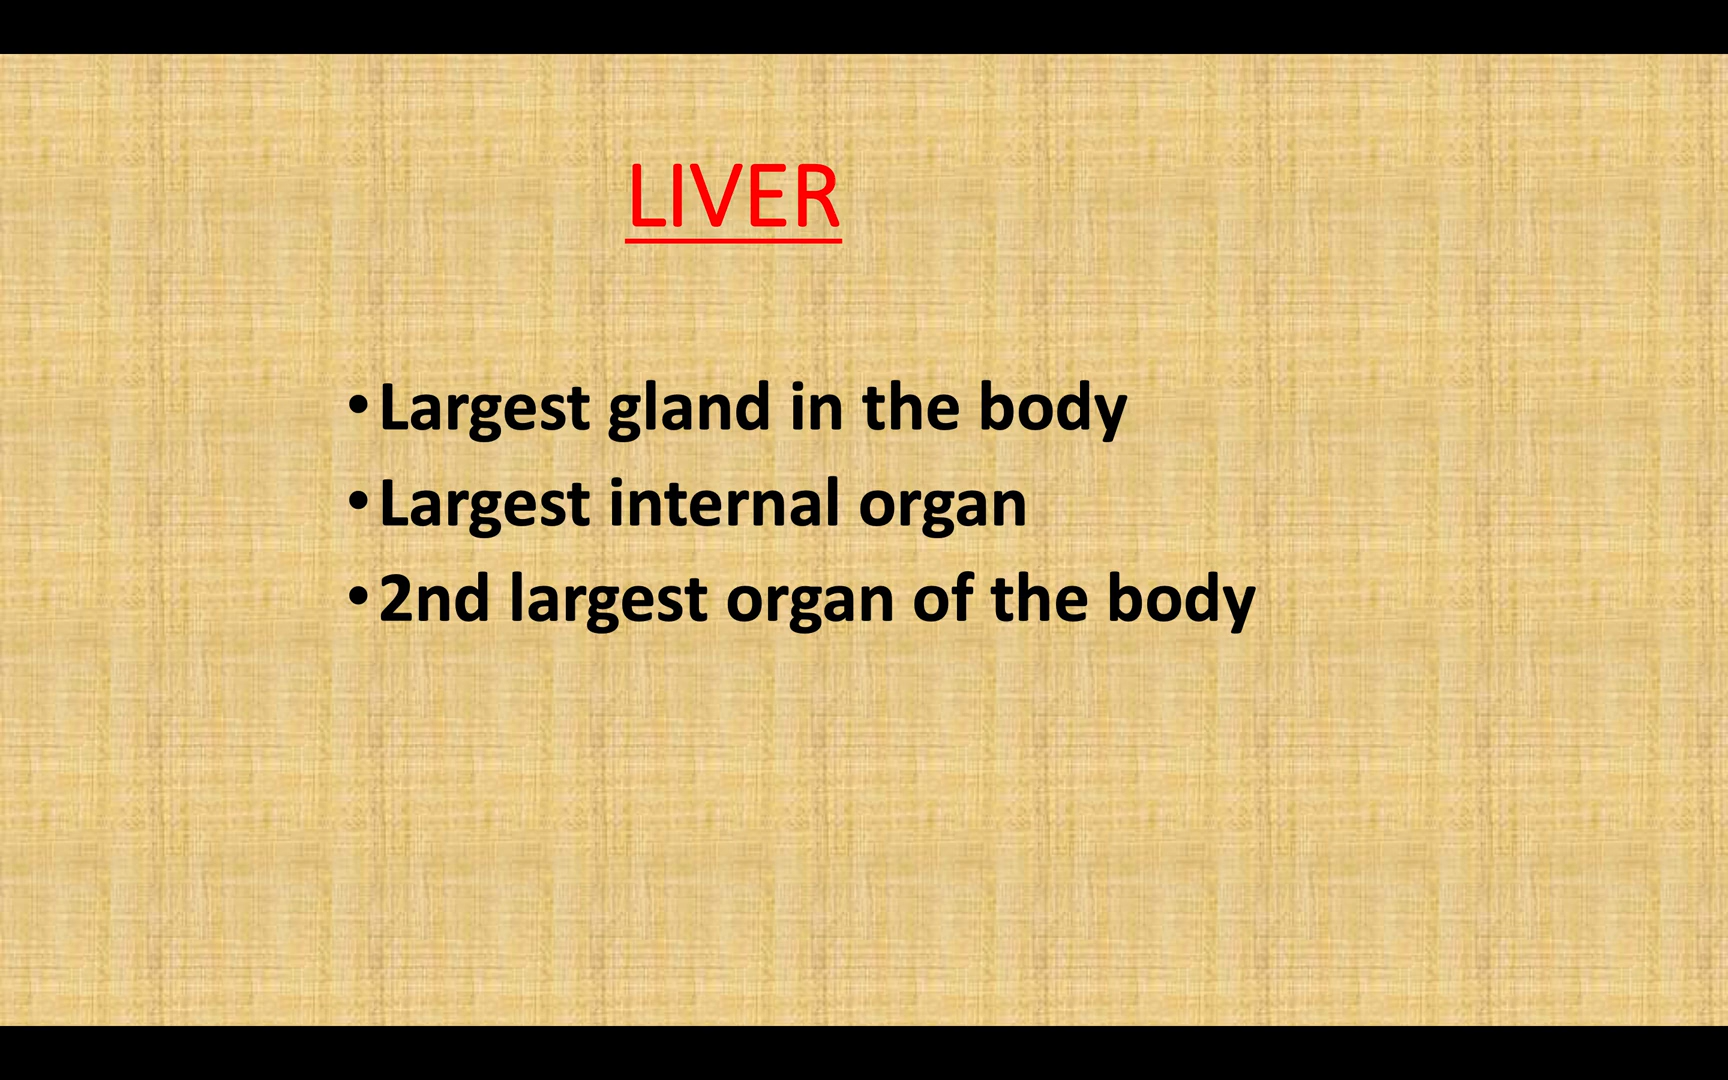 LIVER
•Largest gland in the body
•Largest internal organ
•2nd largest organ of the body